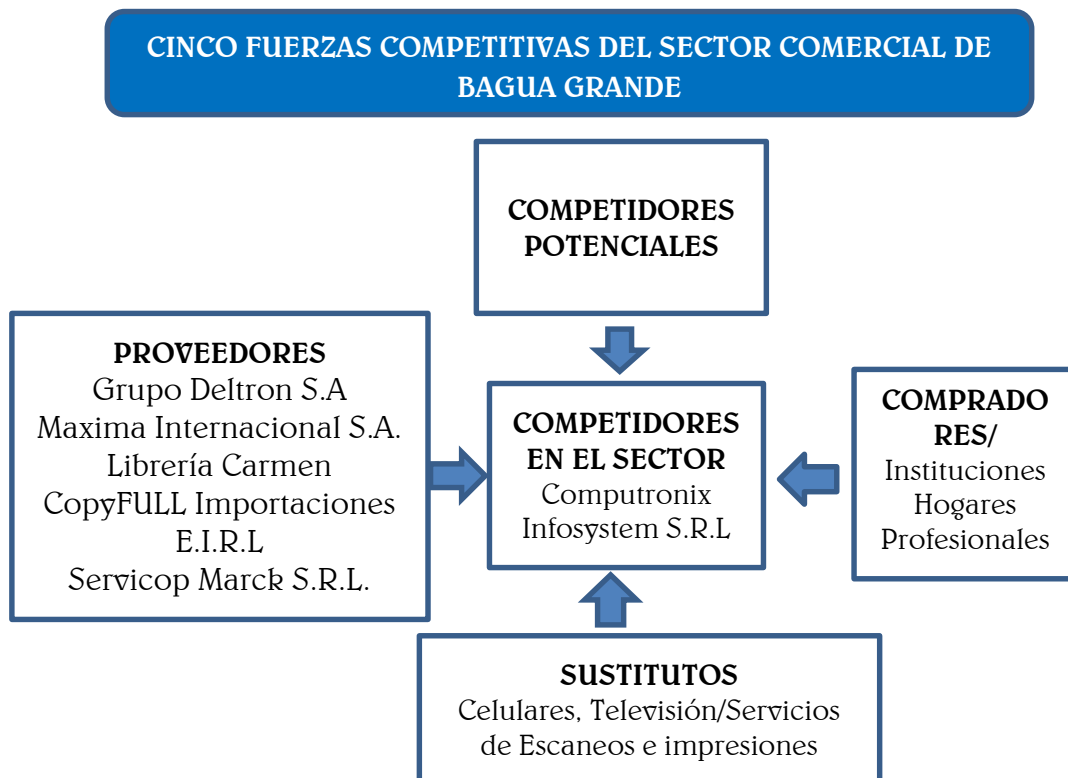 CINCO FUERZAS COMPETITIVAS DEL SECTOR COMERCIAL DE
BAGUA GRANDE
COMPETIDORES
POTENCIALES
PROVEEDORES
Grupo Deltron S.A
Maxima Internacional S.A.
Librería Carmen
CopyFULL Importaciones
E.I.R.L
Servicop Marck S.R.L.
COMPETIDORES
EN EL SECTOR
Computronix
Infosystem S.R.L
COMPRADO
RES/
Instituciones
Hogares
Profesionales
SUSTITUTOS
Celulares, Televisión/Servicios
de Escaneos e impresiones